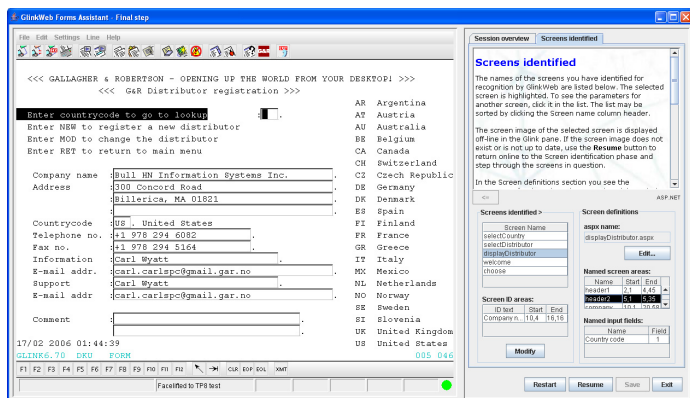 GlinkWeb Forms Assistant - Final step
File Edit Settings Line Help
<<< GALLAGHER & ROBERTSON - OPENING UP THE WORLD FROM YOUR DESKTOP! >>>
<<< G&R Distributor registration >>>
AR Argentina
Enter countrycode to go to lookup : . AT Austria
Enter NEW to register a new distributor AU Australia
Enter MOD to change the distributor BE Belgium
Enter RET to return to main menu CA Canada
CH Switzerland
Company name :Bull HN Information Systems Inc. . CZ Czech Republic
Address :300 Concord Road DE Germany
:Billerica, MA 01821 DK Denmark
: . ES Spain
Countrycode :US . United States FI Finland
Telephone no. :+1 978 294 6082 . FR France
Fax no. :+1 978 294 5164 . GR Greece
Information :Carl Wyatt . IT Italy
E-mail addr. :carl.carlspc@gmail.gar.no . MX Mexico
Support :Carl Wyatt . NL Netherlands
E-mail addr :carl.carlspc@gmail.gar.no . NO Norway
SE Sweden
Comment : . SI Slovenia
. UK United Kingdom
17/02 2006 01:44:39 US United States
GLINK6.70 DKU FORM 005 046
F1 F2 F3 F4 F5 F6 F7 F8 F9 F10 F11 F12 CLR EOP EOL XMT
Facelifted to TP8 test
Session overview Screens identified
Screens identified
The names of the screens you have identified for
recognition by GlinkWeb are listed below. The selected
screen is highlighted. To see the parameters for
another screen, click it in the list. The list may be
sorted by clicking the Screen name column header.
The screen image of the selected screen is displayed
off-line in the Glink pane. If the screen image does not
exist or is not up to date, use the Resume button to
return online to the Screen identification phase and
step through the screens in question.
In the Screen definitions section you see the
ASP.NET
Screens identified >
Screen Name
selectCountry
selectDistributor
displayDistributor
welcome
choose
Screen ID areas:
ID text Start End
Company n... 10,4 16,16
Modify
Screen definitions
aspx name:
displayDistributor.aspx
Edit...
Named screen areas:
Name Start End
header1 2,1 4,45
header2 5,1 5,35
company 10,1 20,68
Named input fields:
Name Field
Country code 1
Restart Resume Save Exit